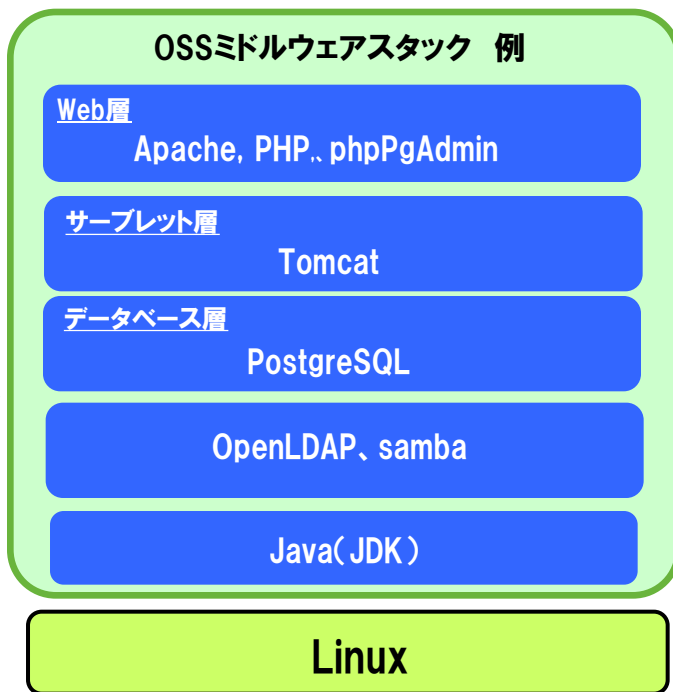 OSSミドルウェアスタック 例
Web層
Apache, PHP,、phpPgAdmin
サーブレット層
Tomcat
データベース層
PostgreSQL
OpenLDAP、samba
Java(JDK)
Linux